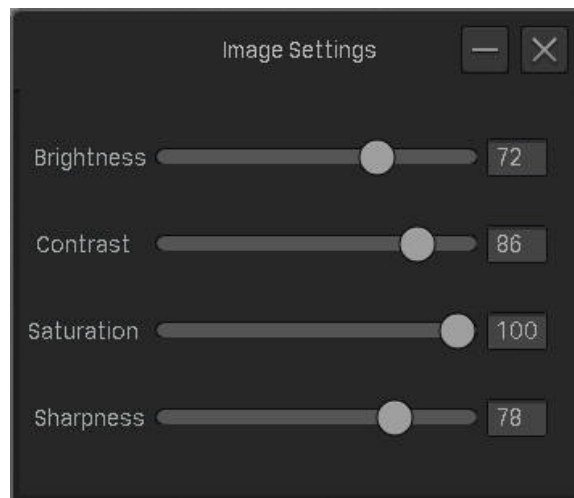 Image Settings
Brightness 72
Contrast 86
Saturation 100
Sharpness 78